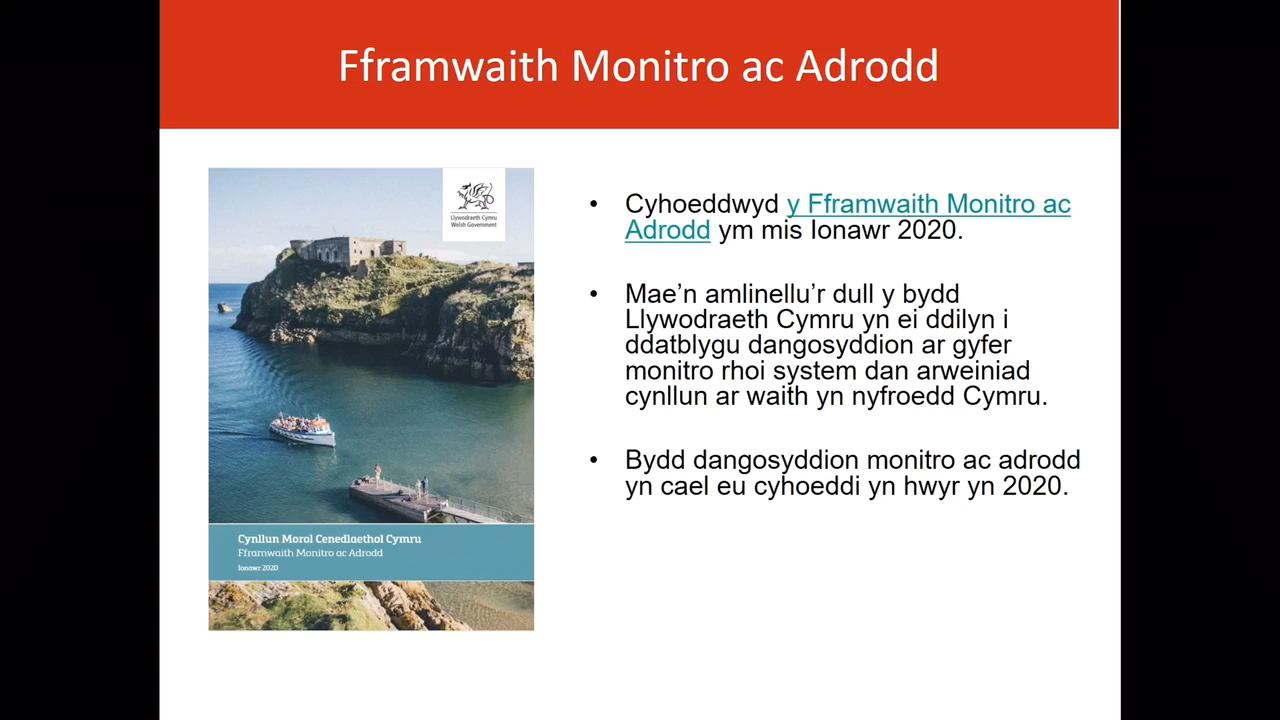 Fframwaith Monitro ac Adrodd
Llywodraeth Cymru
Welsh Government
Cynllun Morol Cenedlaethol Cymru
Fframwaith Monitro ac Adrodd
Ionawr 2020
• Cyhoeddwyd y Fframwaith Monitro ac
Adrodd ym mis Ionawr 2020.
• Mae’n amlinellu’r dull y bydd
Llywodraeth Cymru yn ei ddilyn i
ddatblygu dangosyddion ar gyfer
monitro rhoi system dan arweiniad
cynllun ar waith yn nyfroedd Cymru.
• Bydd dangosyddion monitro ac adrodd
yn cael eu cyhoeddi yn hwyr yn 2020.